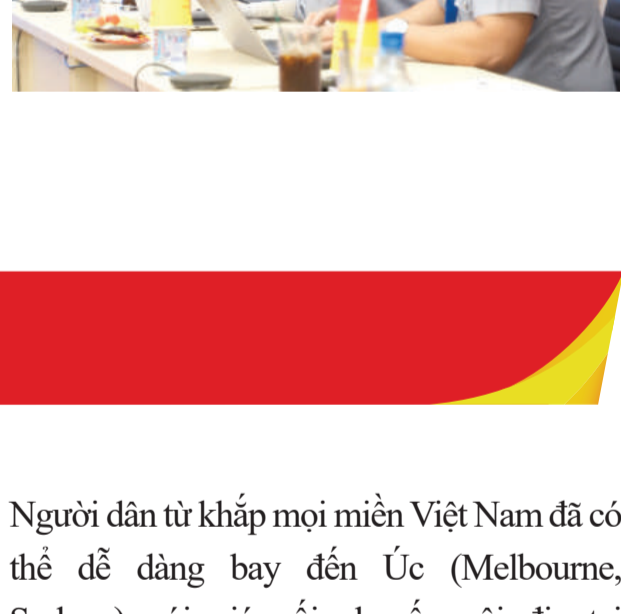 Người dân từ khắp mọi miền Việt Nam đã có
thể dễ dàng bay đến Úc (Melbourne,